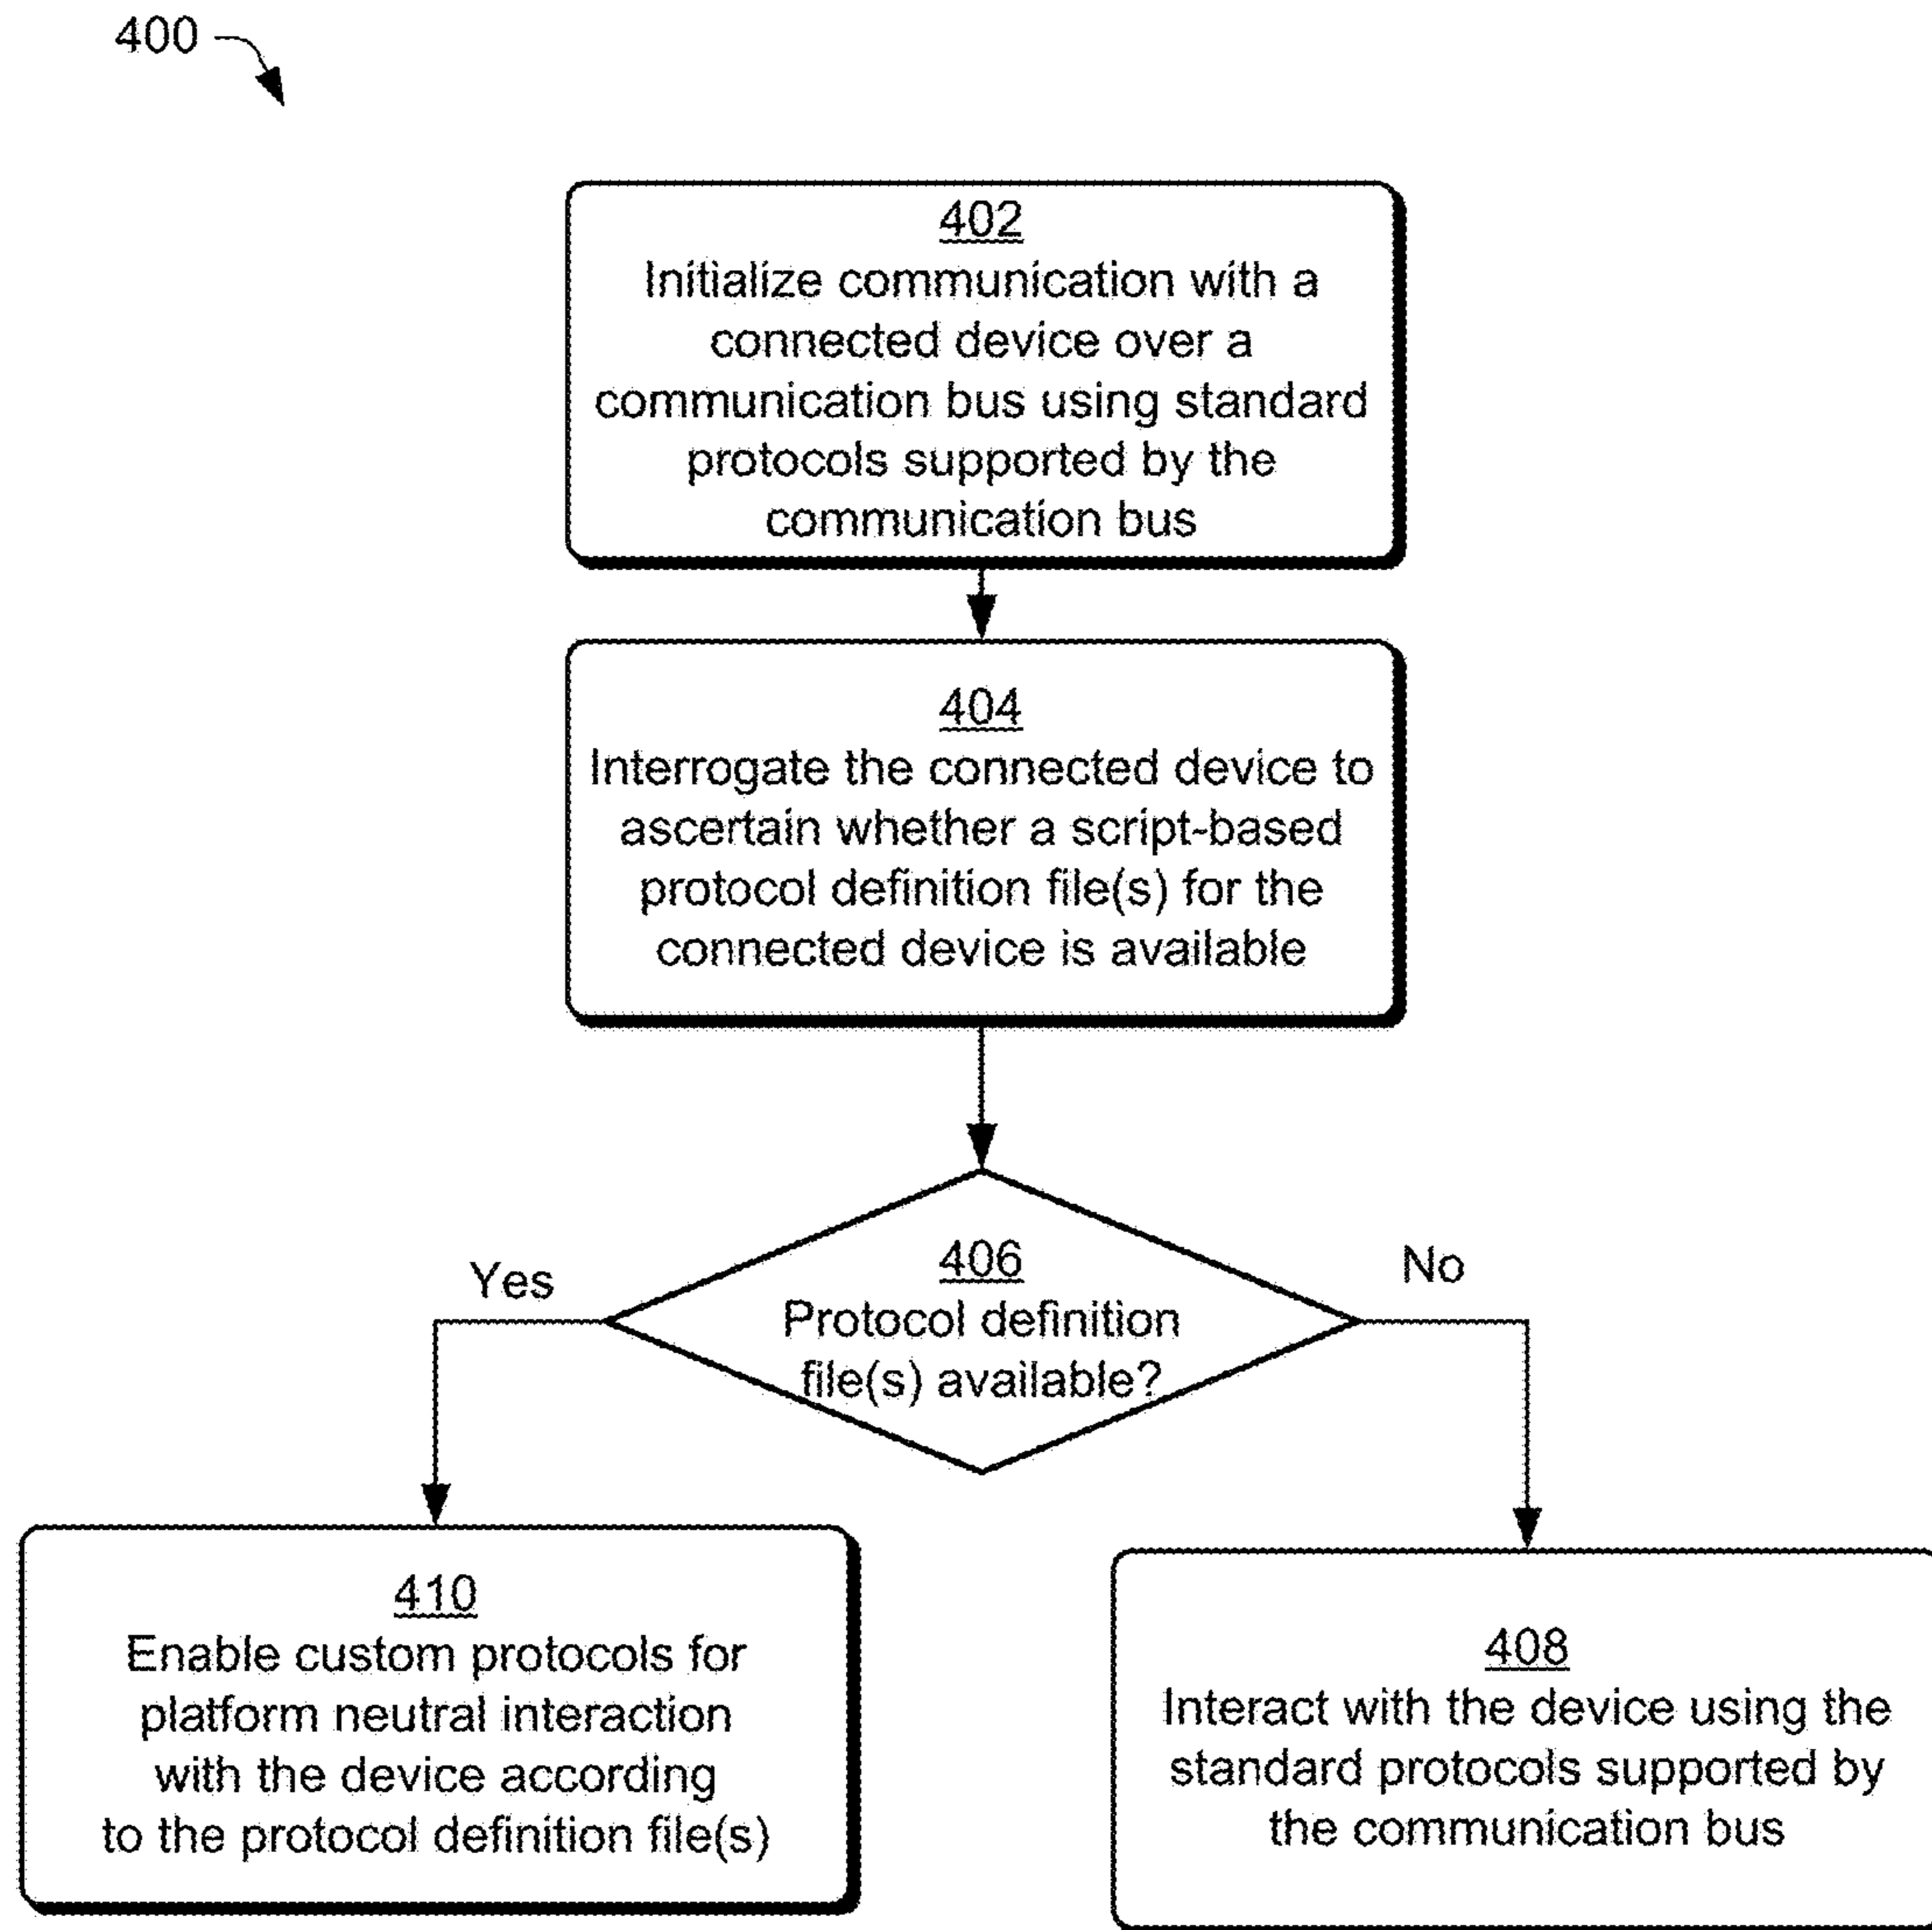 400
402
Initialize communication with a
connected device over a
communication bus using standard
protocols supported by the
communication bus
404
Interrogate the connected device to
ascertain whether a script-based
protocol definition file(s) for the
connected device is available
Yes
406
Protocol definition
file(s) available?
No
410
Enable custom protocols for
platform neutral interaction
with the device according
to the protocol definition file(s)
408
Interact with the device using the
standard protocols supported by
the communication bus